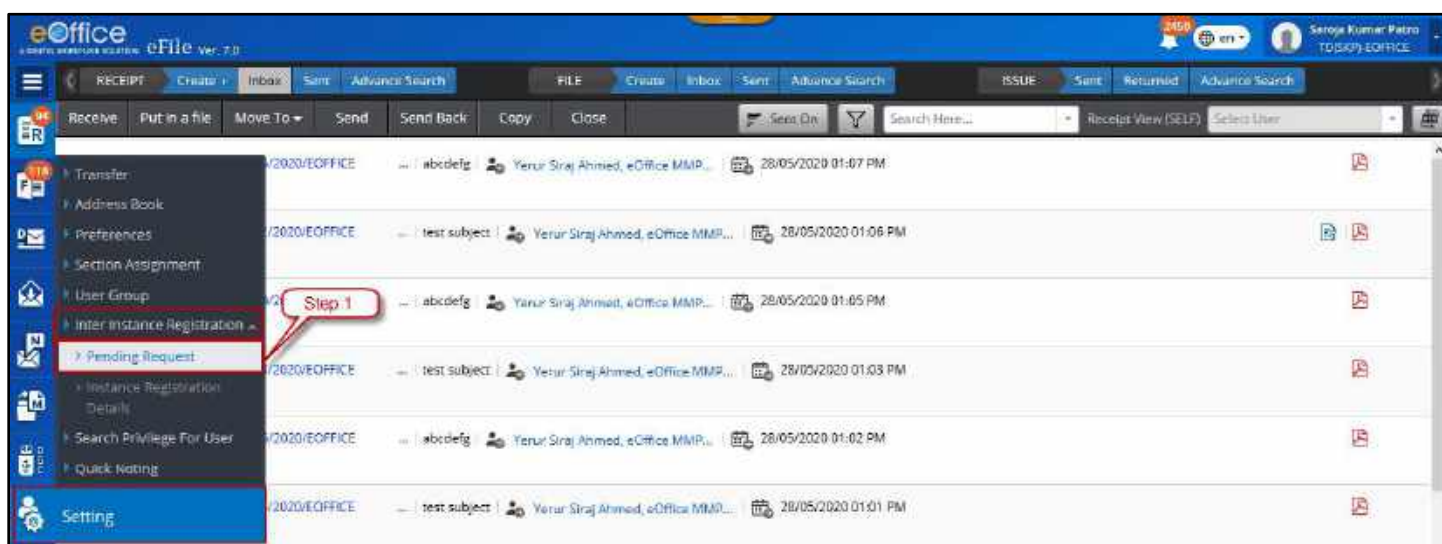 eOffice
eFile Ver. 7.0
2450
en
Saroja Kumar Patro
TD(SKP)-EOFFICE
RECEIPT Create Inbox Sent Advance Search FILE Create Inbox Sent Advance Search ISSUE Sent Returned Advance Search
Receive Put in a file Move To Send Send Back Copy Close Sent On Search Here... Receipt View (SELF) Select User
/2020/EOFFICE ... abcdefg Yerur Siraj Ahmed, eOffice MMP... 28/05/2020 01:07 PM
Transfer
Address Book
Preferences /2020/EOFFICE ... test subject Yerur Siraj Ahmed, eOffice MMP... 28/05/2020 01:06 PM
Section Assignment
User Group
Step 1 ... abcdefg Yerur Siraj Ahmed, eOffice MMP... 28/05/2020 01:05 PM
Inter Instance Registration
Pending Request
/2020/EOFFICE ... test subject Yerur Siraj Ahmed, eOffice MMP... 28/05/2020 01:03 PM
Instance Registration
Details
Search Privilege For User /2020/EOFFICE ... abcdefg Yerur Siraj Ahmed, eOffice MMP... 28/05/2020 01:02 PM
Quick Noting
Setting /2020/EOFFICE ... test subject Yerur Siraj Ahmed, eOffice MMP... 28/05/2020 01:01 PM